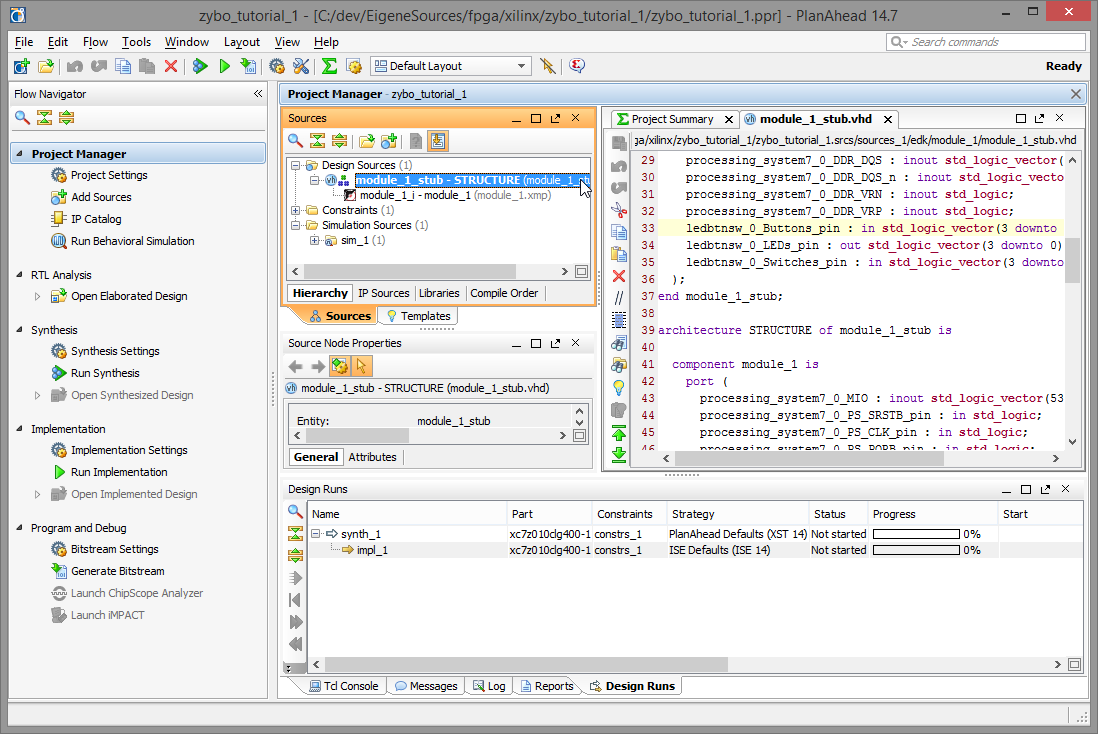 zybo_tutorial_1 - [C:/dev/EigeneSources/fpga/xilinx/zybo_tutorial_1/zybo_tutorial_1.ppr] - PlanAhead 14.7
File Edit Flow Tools Window Layout View Help
Search commands
Default Layout
Ready
Flow Navigator
Project Manager
Project Settings
Add Sources
IP Catalog
Run Behavioral Simulation
RTL Analysis
Open Elaborated Design
Synthesis
Synthesis Settings
Run Synthesis
Open Synthesized Design
Implementation
Implementation Settings
Run Implementation
Open Implemented Design
Program and Debug
Bitstream Settings
Generate Bitstream
Launch ChipScope Analyzer
Launch iMPACT
Project Manager - zybo_tutorial_1
Sources
Design Sources (1)
module_1_stub - STRUCTURE (module_1_st
module_1_i - module_1 (module_1.xmp)
Constraints (1)
Simulation Sources (1)
sim_1 (1)
Hierarchy IP Sources Libraries Compile Order
Sources Templates
Source Node Properties
module_1_stub - STRUCTURE (module_1_stub.vhd)
Entity: module_1_stub
General Attributes
Project Summary module_1_stub.vhd
ga/xilinx/zybo_tutorial_1/zybo_tutorial_1.srcs/sources_1/edk/module_1/module_1_stub.vhd
29 processing_system7_0_DDR_DQS : inout std_logic_vector(
30 processing_system7_0_DDR_DQS_n : inout std_logic_vecto
31 processing_system7_0_DDR_VRN : inout std_logic;
32 processing_system7_0_DDR_VRP : inout std_logic;
33 ledbtnsw_0_Buttons_pin : in std_logic_vector(3 downto
34 ledbtnsw_0_LEDs_pin : out std_logic_vector(3 downto 0)
35 ledbtnsw_0_Switches_pin : in std_logic_vector(3 downto
36 );
37 end module_1_stub;
38
39 architecture STRUCTURE of module_1_stub is
40
41 component module_1 is
42 port (
43 processing_system7_0_MIO : inout std_logic_vector(53
44 processing_system7_0_PS_SRSTB_pin : in std_logic;
45 processing_system7_0_PS_CLK_pin : in std_logic;
46 processing_system7_0_PS_PORB_pin : in std_logic;
Design Runs
Name Part Constraints Strategy Status Progress Start
synth_1 xc7z010clg400-1 constrs_1 PlanAhead Defaults (XST 14) Not started 0%
impl_1 xc7z010clg400-1 constrs_1 ISE Defaults (ISE 14) Not started 0%
Tcl Console Messages Log Reports Design Runs